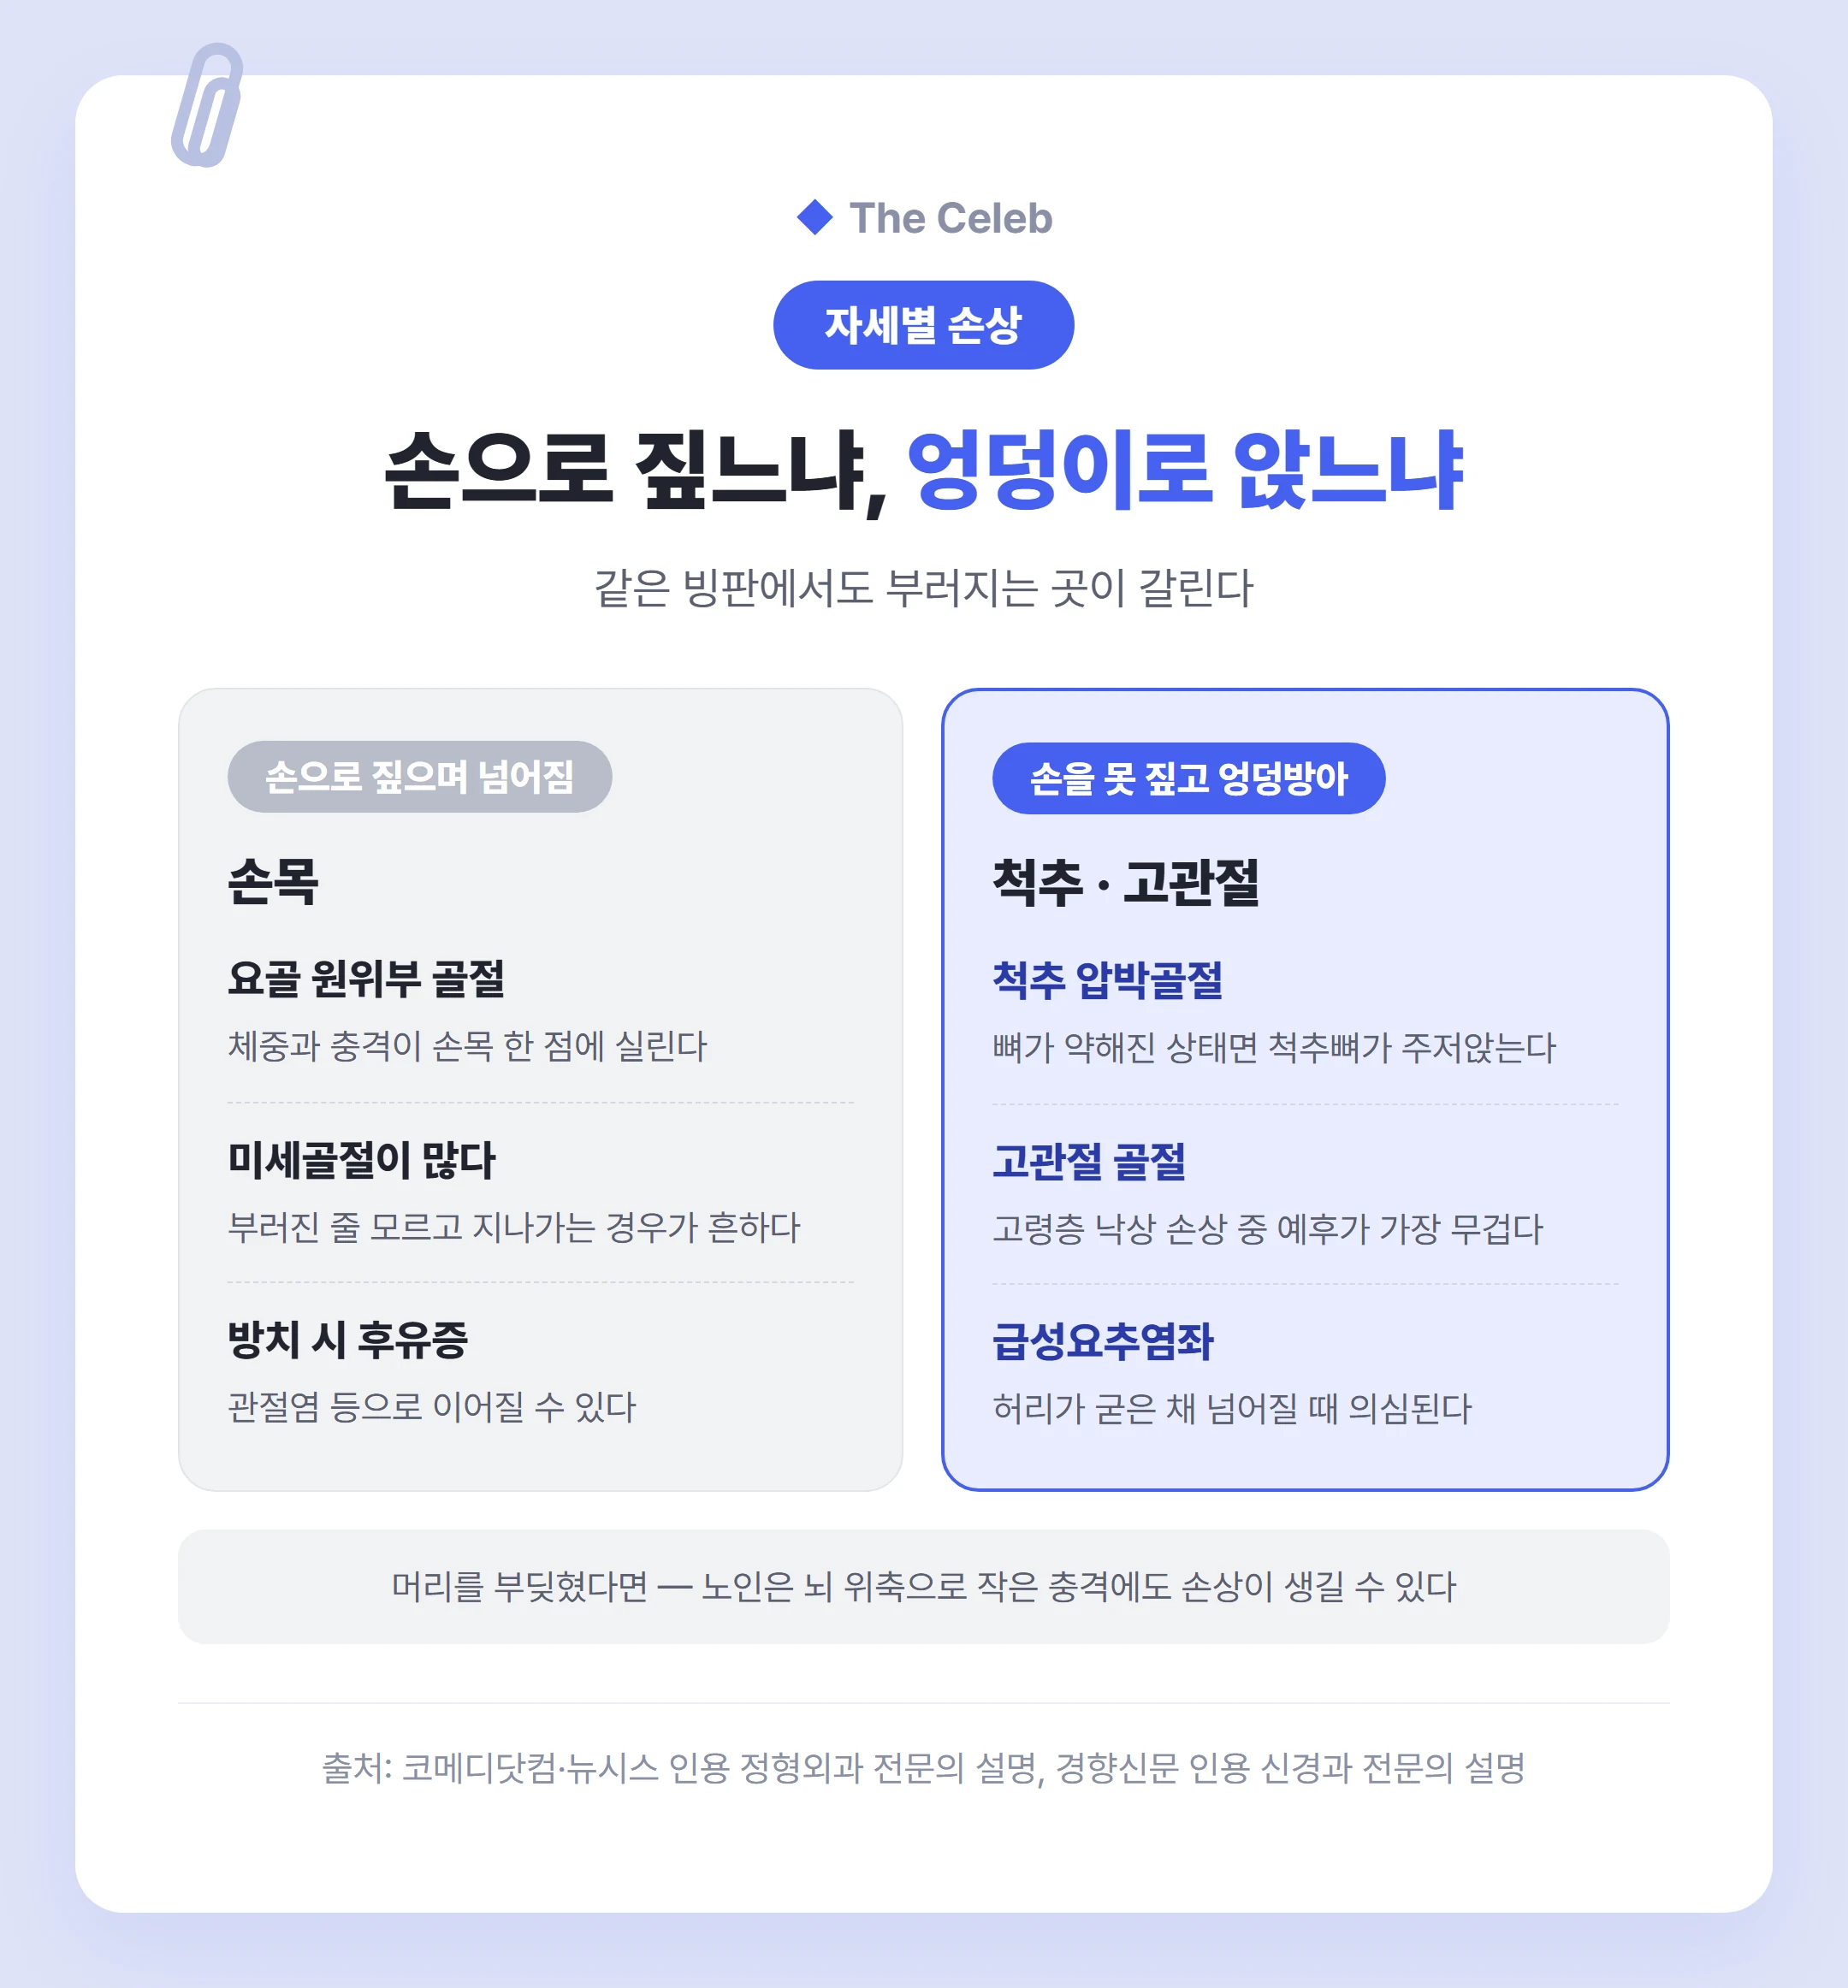 The Celeb
자세별 손상
손으로 짚느냐, 엉덩이로 앉느냐
같은 빙판에서도 부러지는 곳이 갈린다
손으로 짚으며 넘어짐
손목
요골 원위부 골절
체중과 충격이 손목 한 점에 실린다
미세골절이 많다
부러진 줄 모르고 지나가는 경우가 흔하다
방치 시 후유증
관절염 등으로 이어질 수 있다
손을 못 짚고 엉덩방아
척추 · 고관절
척추 압박골절
뼈가 약해진 상태면 척추뼈가 주저앉는다
고관절 골절
고령층 낙상 손상 중 예후가 가장 무겁다
급성요추염좌
허리가 굳은 채 넘어질 때 의심된다
머리를 부딪혔다면 — 노인은 뇌 위축으로 작은 충격에도 손상이 생길 수 있다
출처: 코메디닷컴·뉴시스 인용 정형외과 전문의 설명, 경향신문 인용 신경과 전문의 설명